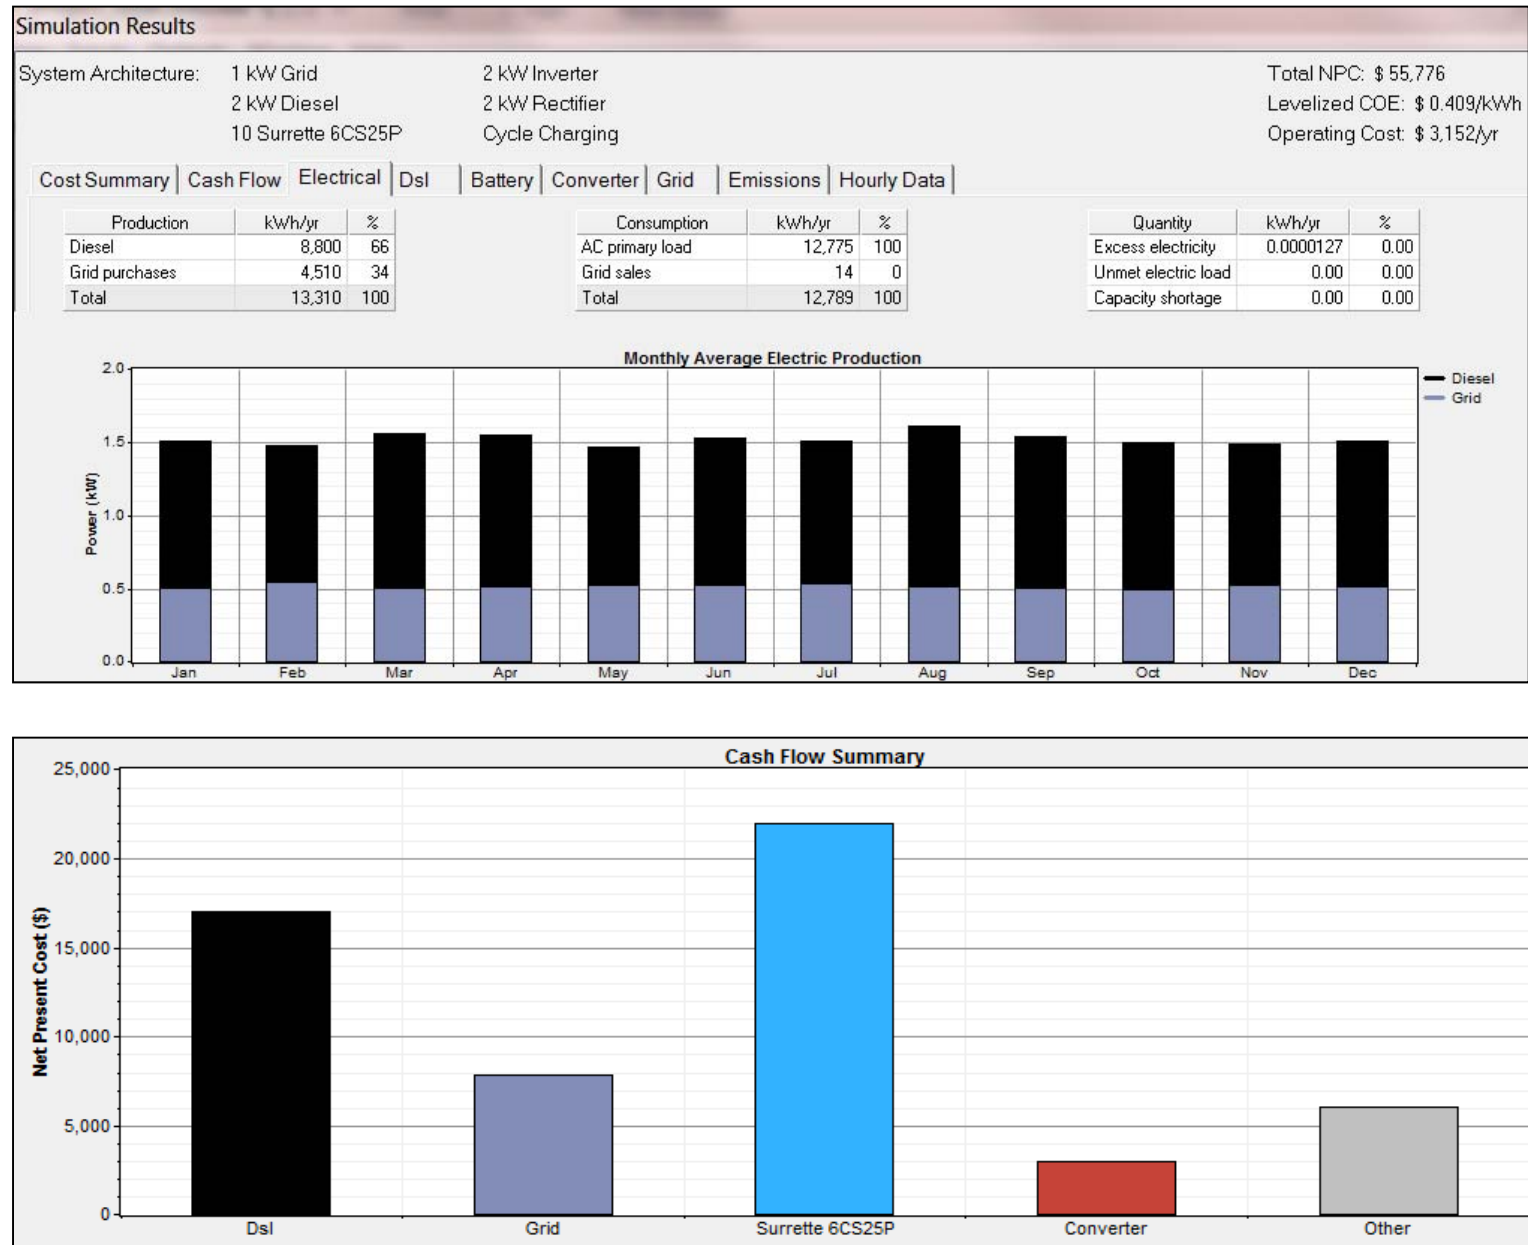 Simulation Results
System Architecture: 1 kW Grid 2 kW Inverter Total NPC: $ 55,776
2 kW Diesel 2 kW Rectifier Levelized COE: $ 0.409/kWh
10 Surrette 6CS25P Cycle Charging Operating Cost: $ 3,152/yr
Cost Summary Cash Flow Electrical Dsl Battery Converter Grid Emissions Hourly Data
Production kWh/yr % Consumption kWh/yr % Quantity kWh/yr %
Diesel 8,800 66 AC primary load 12,775 100 Excess electricity 0.0000127 0.00
Grid purchases 4,510 34 Grid sales 14 0 Unmet electric load 0.00 0.00
Total 13,310 100 Total 12,789 100 Capacity shortage 0.00 0.00
Monthly Average Electric Production
2.0
1.5
1.0
0.5
0.0
Power (kW)
Diesel
Grid
Jan Feb Mar Apr May Jun Jul Aug Sep Oct Nov Dec
Cash Flow Summary
25,000
20,000
15,000
10,000
5,000
0
Net Present Cost ($)
Dsl Grid Surrette 6CS25P Converter Other